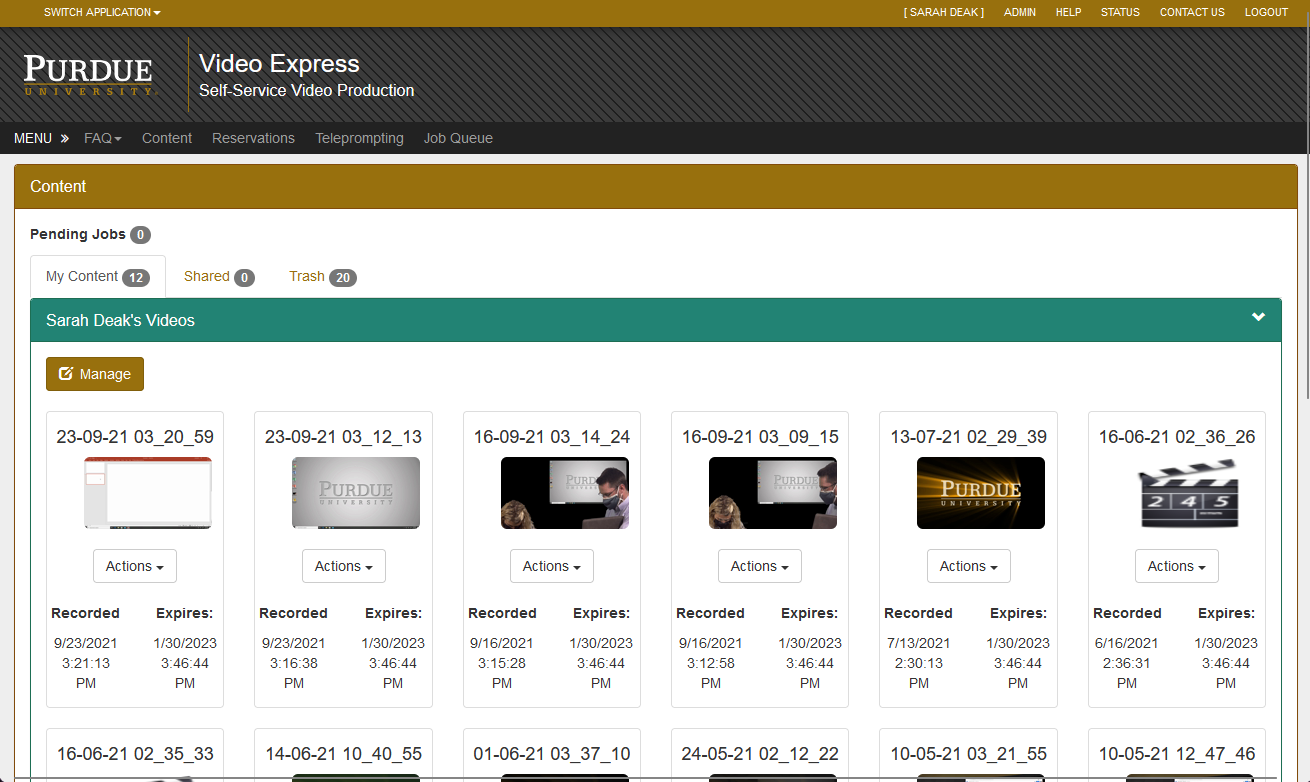 SWITCH APPLICATION [ SARAH DEAK ] ADMIN HELP STATUS CONTACT US LOGOUT
PURDUE
UNIVERSITY
Video Express
Self-Service Video Production
MENU » FAQ Content Reservations Teleprompting Job Queue
Content
Pending Jobs 0
My Content 12 Shared 0 Trash 20
Sarah Deak's Videos
Manage
23-09-21 03_20_59 23-09-21 03_12_13 16-09-21 03_14_24 16-09-21 03_09_15 13-07-21 02_29_39 16-06-21 02_36_26
PURDUE PURDUE PURDUE PURDUE 2 4 5
UNIVERSITY UNIVERSITY
Actions Actions Actions Actions Actions Actions
Recorded Expires: Recorded Expires: Recorded Expires: Recorded Expires: Recorded Expires: Recorded Expires:
9/23/2021 1/30/2023 9/23/2021 1/30/2023 9/16/2021 1/30/2023 9/16/2021 1/30/2023 7/13/2021 1/30/2023 6/16/2021 1/30/2023
3:21:13 3:46:44 3:16:38 3:46:44 3:15:28 3:46:44 3:12:58 3:46:44 2:30:13 3:46:44 2:36:31 3:46:44
PM PM PM PM PM PM PM PM PM PM PM PM
16-06-21 02_35_33 14-06-21 10_40_55 01-06-21 03_37_10 24-05-21 02_12_22 10-05-21 03_21_55 10-05-21 12_47_46